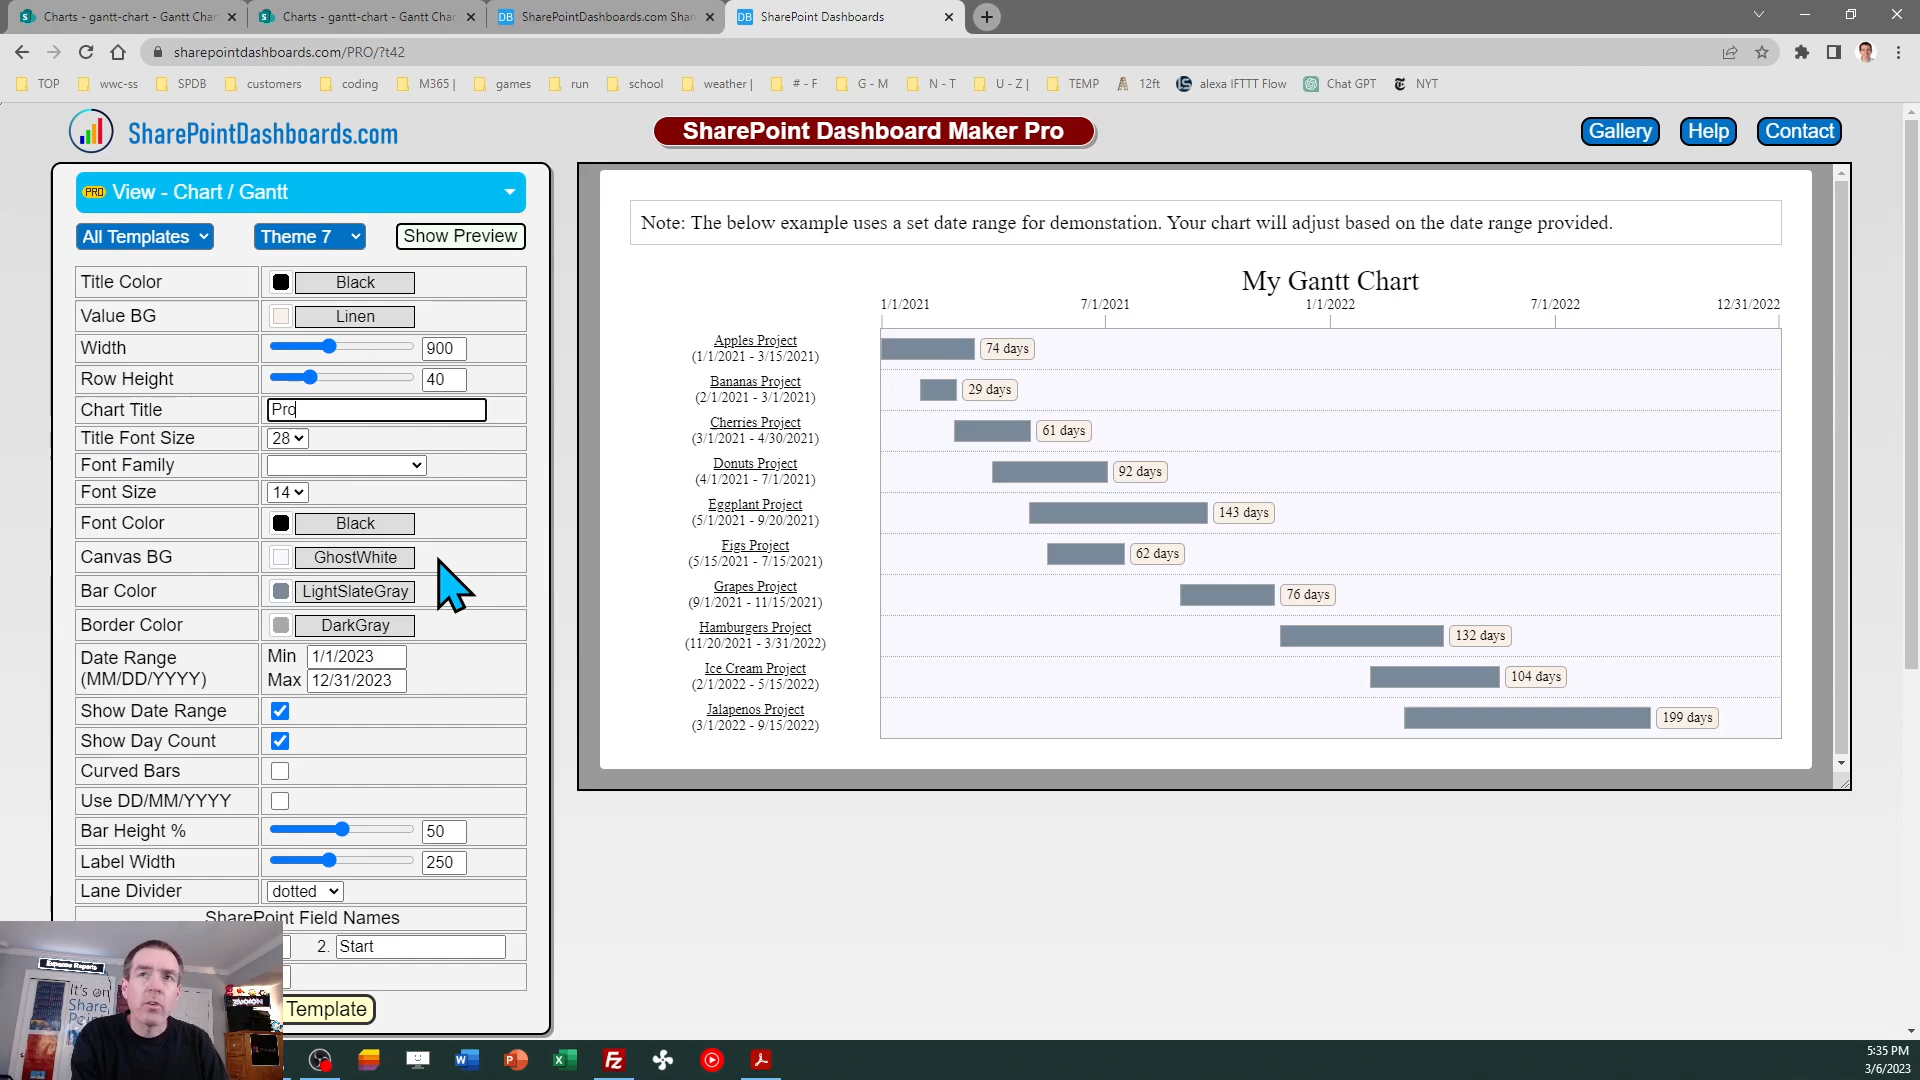 Charts - gantt-chart - Gantt Char
Charts - gantt-chart - Gantt Char
SharePointDashboards.com Shar
SharePoint Dashboards
sharepointdashboards.com/PRO/?t42
TOP
wwc-ss
SPDB
customers
coding
M365 |
games
run
school
weather |
# - F
G - M
N - T
U - Z |
TEMP
12ft
alexa IFTTT Flow
Chat GPT
NYT
SharePointDashboards.com
SharePoint Dashboard Maker Pro
Gallery
Help
Contact
PRO View - Chart / Gantt
All Templates
Theme 7
Show Preview
Title Color Black
Value BG Linen
Width 900
Row Height 40
Chart Title Pro
Title Font Size 28
Font Family
Font Size 14
Font Color Black
Canvas BG GhostWhite
Bar Color LightSlateGray
Border Color DarkGray
Date Range
(MM/DD/YYYY)
Min 1/1/2023
Max 12/31/2023
Show Date Range
Show Day Count
Curved Bars
Use DD/MM/YYYY
Bar Height % 50
Label Width 250
Lane Divider dotted
SharePoint Field Names
2. Start
Template
Note: The below example uses a set date range for demonstation. Your chart will adjust based on the date range provided.
My Gantt Chart
1/1/2021 7/1/2021 1/1/2022 7/1/2022 12/31/2022
Apples Project
(1/1/2021 - 3/15/2021)
74 days
Bananas Project
(2/1/2021 - 3/1/2021)
29 days
Cherries Project
(3/1/2021 - 4/30/2021)
61 days
Donuts Project
(4/1/2021 - 7/1/2021)
92 days
Eggplant Project
(5/1/2021 - 9/20/2021)
143 days
Figs Project
(5/15/2021 - 7/15/2021)
62 days
Grapes Project
(9/1/2021 - 11/15/2021)
76 days
Hamburgers Project
(11/20/2021 - 3/31/2022)
132 days
Ice Cream Project
(2/1/2022 - 5/15/2022)
104 days
Jalapenos Project
(3/1/2022 - 9/15/2022)
199 days
Expense Reports
It's on
Share
Poi
5:35 PM
3/6/2023